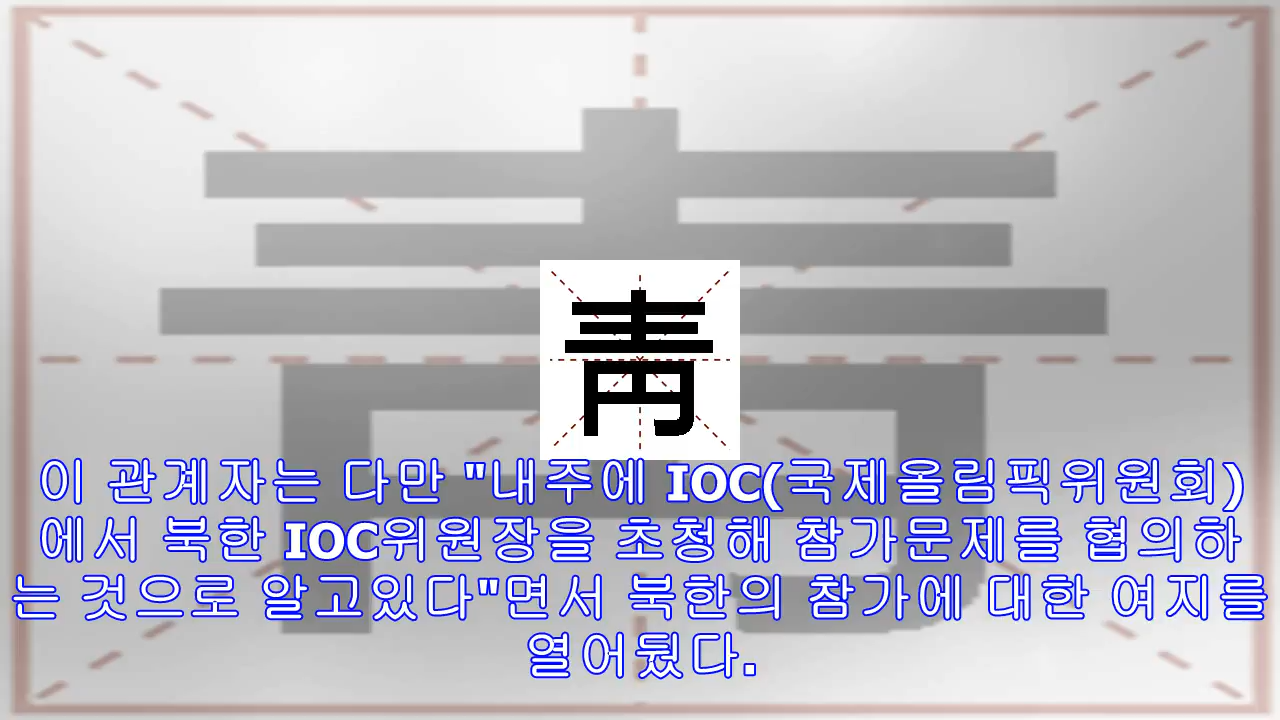 靑
이 관계자는 다만 "내주에 IOC(국제올림픽위원회)
에서 북한 IOC위원장을 초청해 참가문제를 협의하
는 것으로 알고있다"면서 북한의 참가에 대한 여지를
열어뒀다.